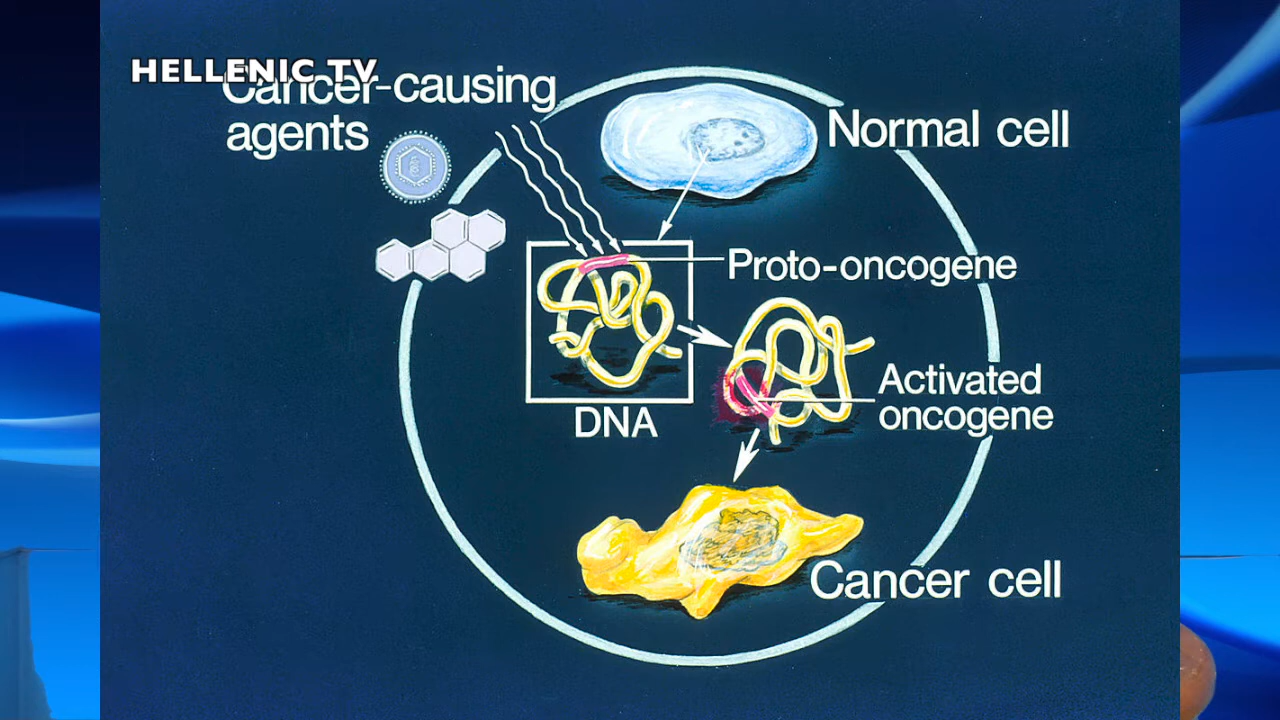 HELLENIC TV
Cancer-causing
agents
Normal cell
Proto-oncogene
Activated
oncogene
DNA
Cancer cell